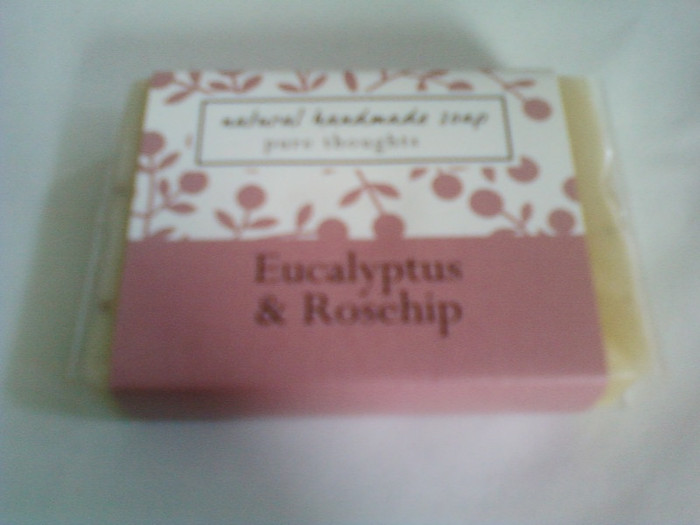 natural handmade soap
pure thoughts
Eucalyptus
& Rosehip